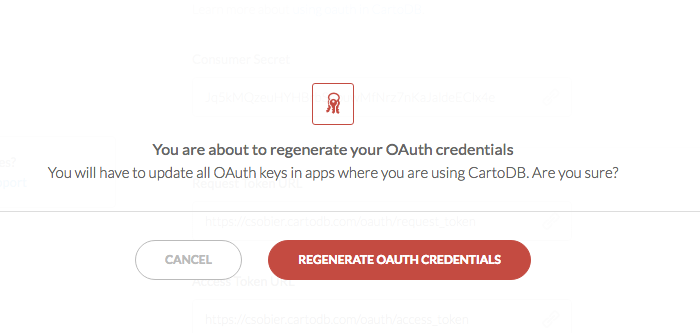 Consumer Secret
You are about to regenerate your OAuth credentials
You will have to update all OAuth keys in apps where you are using CartoDB. Are you sure?
Request Token URL
https://csobier.cartodb.com/oauth/request_token
CANCEL
REGENERATE OAUTH CREDENTIALS
Access Token URL
https://csobier.cartodb.com/oauth/access_token